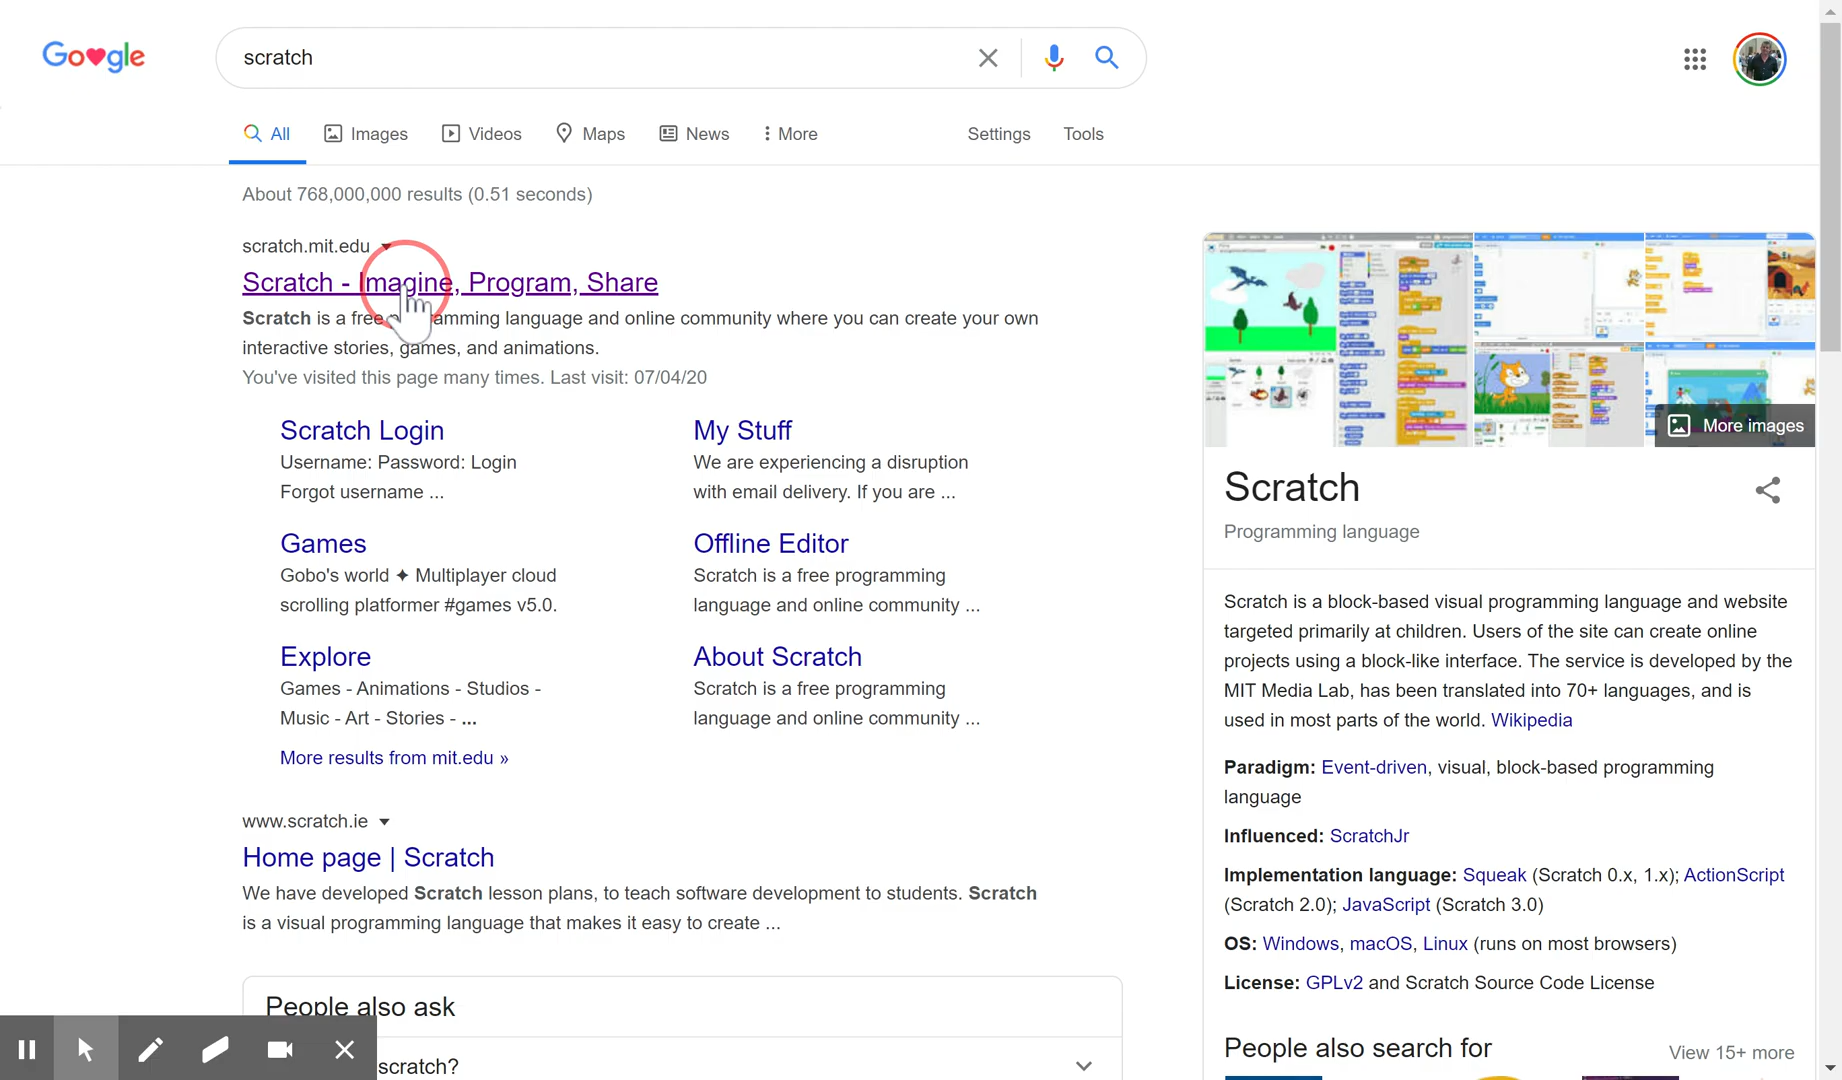 Google
scratch
All Images Videos Maps News More Settings Tools
About 768,000,000 results (0.51 seconds)
scratch.mit.edu
Scratch - Imagine, Program, Share
Scratch is a free programming language and online community where you can create your own
interactive stories, games, and animations.
You've visited this page many times. Last visit: 07/04/20
Scratch Login
Username: Password: Login
Forgot username ...
My Stuff
We are experiencing a disruption
with email delivery. If you are ...
Games
Gobo's world ✦ Multiplayer cloud
scrolling platformer #games v5.0.
Offline Editor
Scratch is a free programming
language and online community ...
Explore
Games - Animations - Studios -
Music - Art - Stories - ...
About Scratch
Scratch is a free programming
language and online community ...
More results from mit.edu »
www.scratch.ie
Home page | Scratch
We have developed Scratch lesson plans, to teach software development to students. Scratch
is a visual programming language that makes it easy to create ...
People also ask
scratch?
More images
Scratch
Programming language
Scratch is a block-based visual programming language and website
targeted primarily at children. Users of the site can create online
projects using a block-like interface. The service is developed by the
MIT Media Lab, has been translated into 70+ languages, and is
used in most parts of the world. Wikipedia
Paradigm: Event-driven, visual, block-based programming
language
Influenced: ScratchJr
Implementation language: Squeak (Scratch 0.x, 1.x); ActionScript
(Scratch 2.0); JavaScript (Scratch 3.0)
OS: Windows, macOS, Linux (runs on most browsers)
License: GPLv2 and Scratch Source Code License
People also search for
View 15+ more